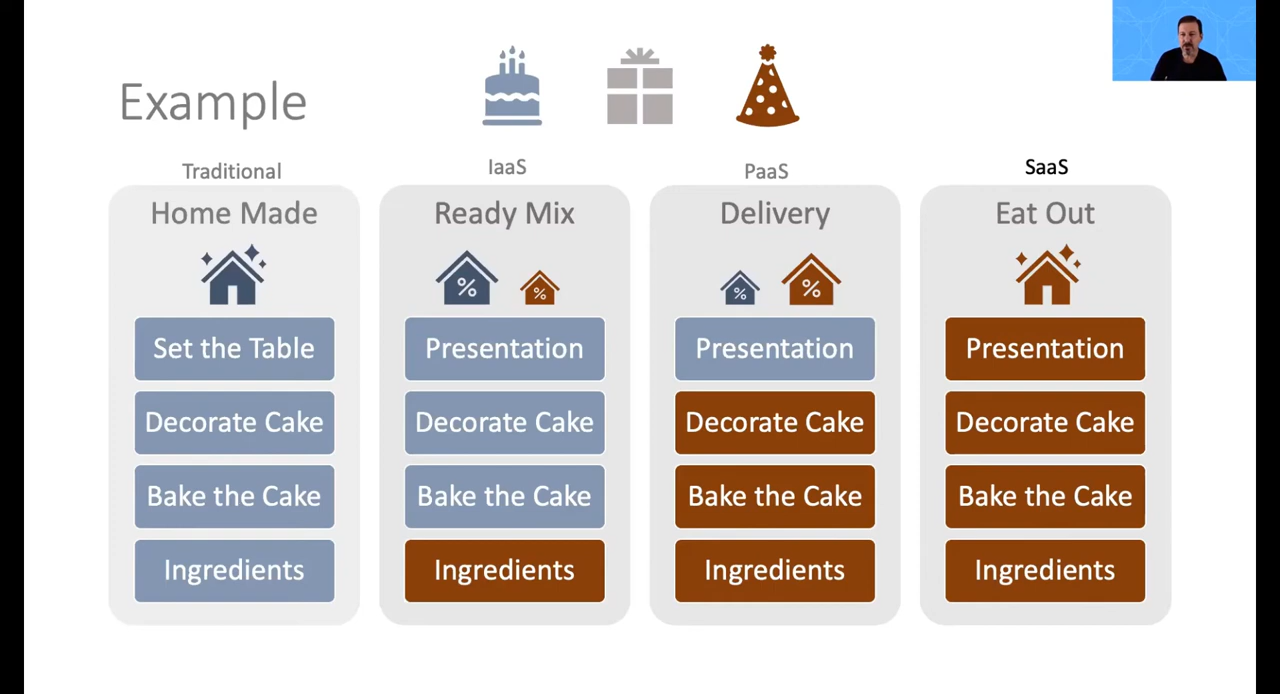 Example
Traditional
Home Made
Set the Table
Decorate Cake
Bake the Cake
Ingredients
IaaS
Ready Mix
%
%
Presentation
Decorate Cake
Bake the Cake
Ingredients
PaaS
Delivery
%
%
Presentation
Decorate Cake
Bake the Cake
Ingredients
SaaS
Eat Out
Presentation
Decorate Cake
Bake the Cake
Ingredients